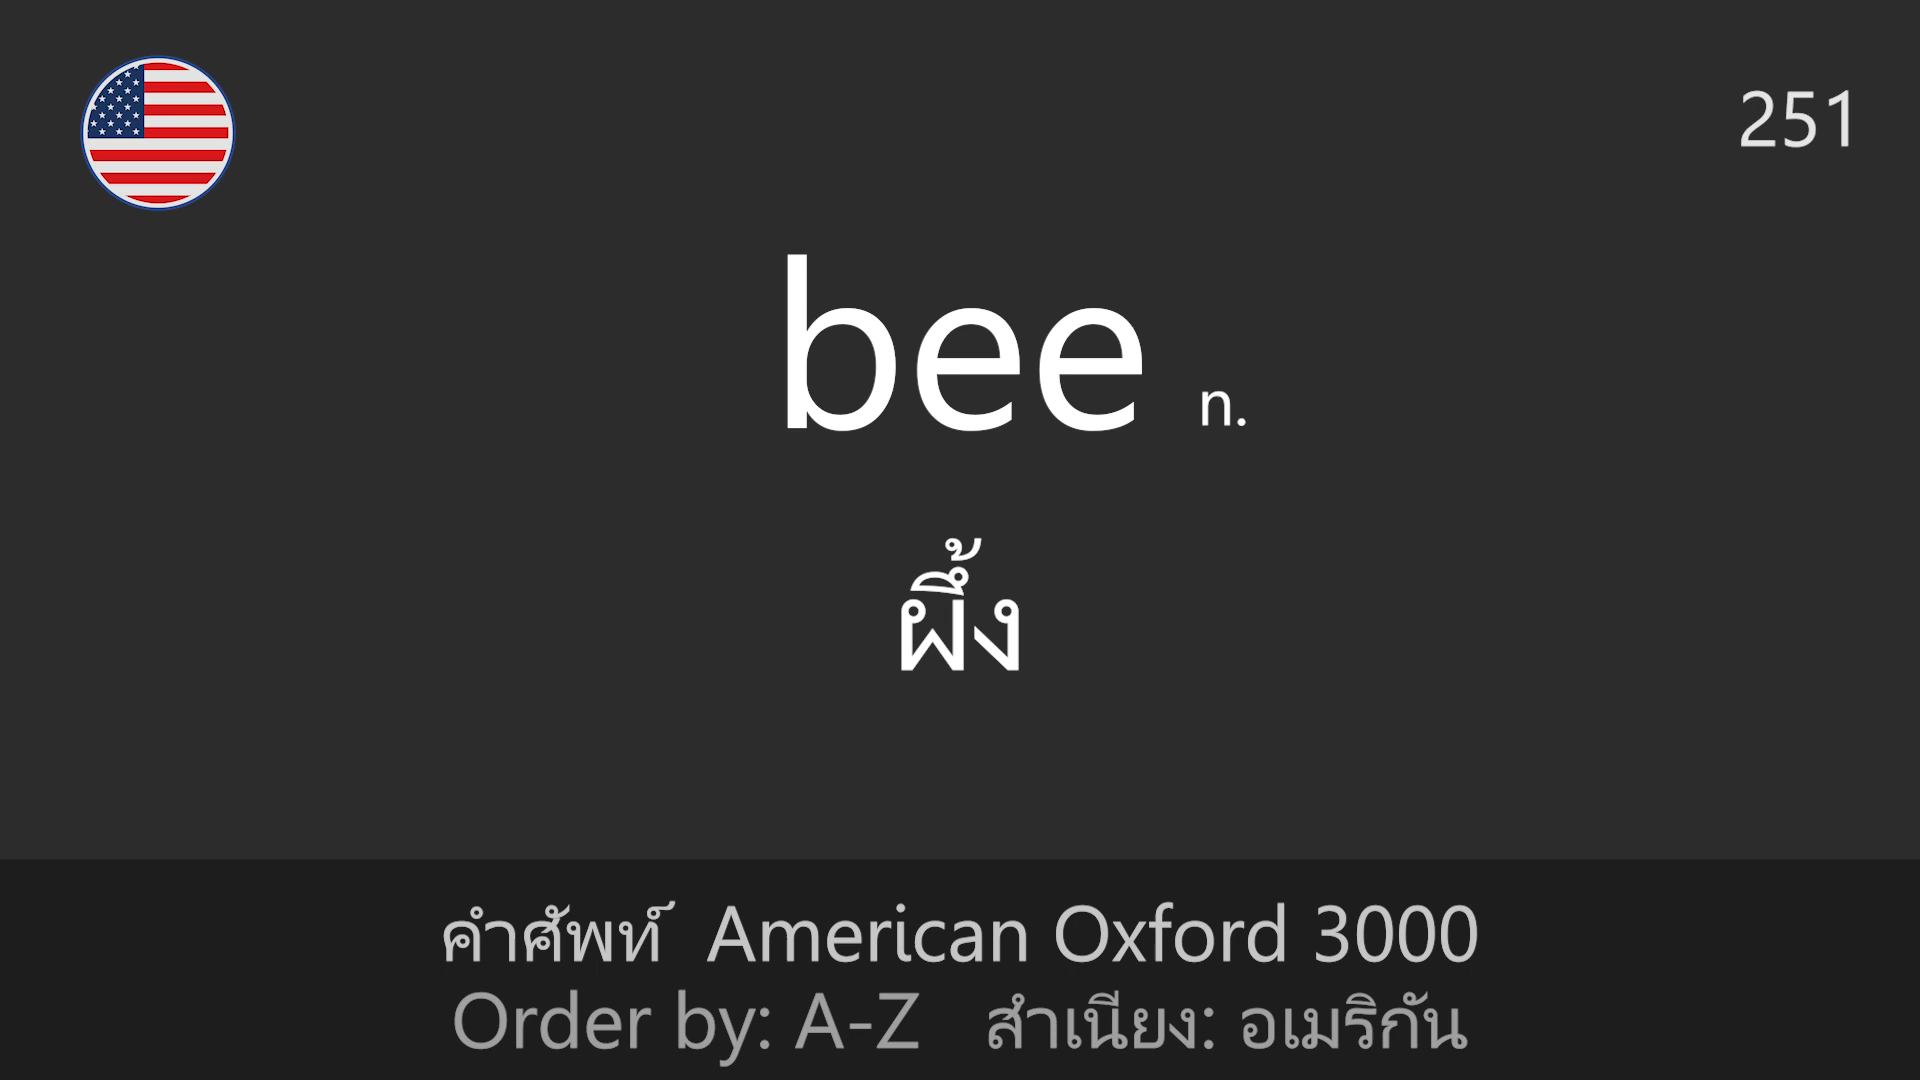 251
bee n.
ผึ้ง
คำศัพท์ American Oxford 3000
Order by: A-Z สำเนียง: อเมริกัน